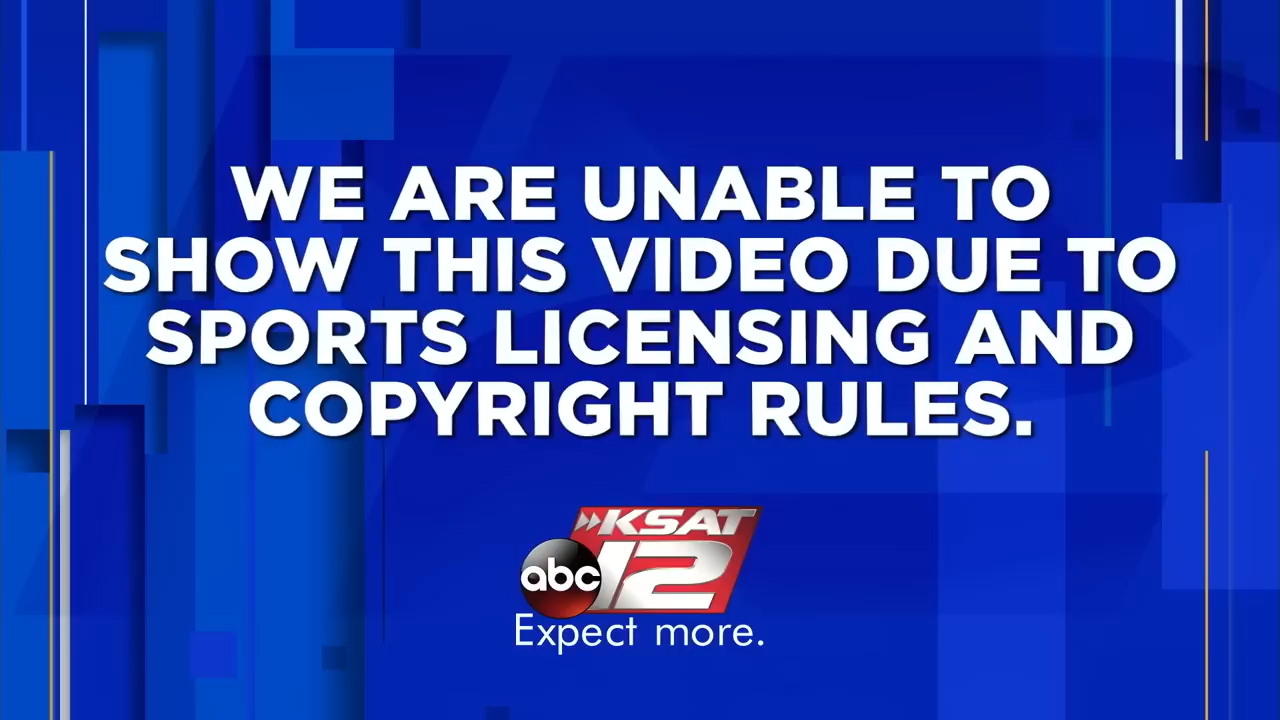 WE ARE UNABLE TO
SHOW THIS VIDEO DUE TO
SPORTS LICENSING AND
COPYRIGHT RULES.
KSAT
abc 12
Expect more.